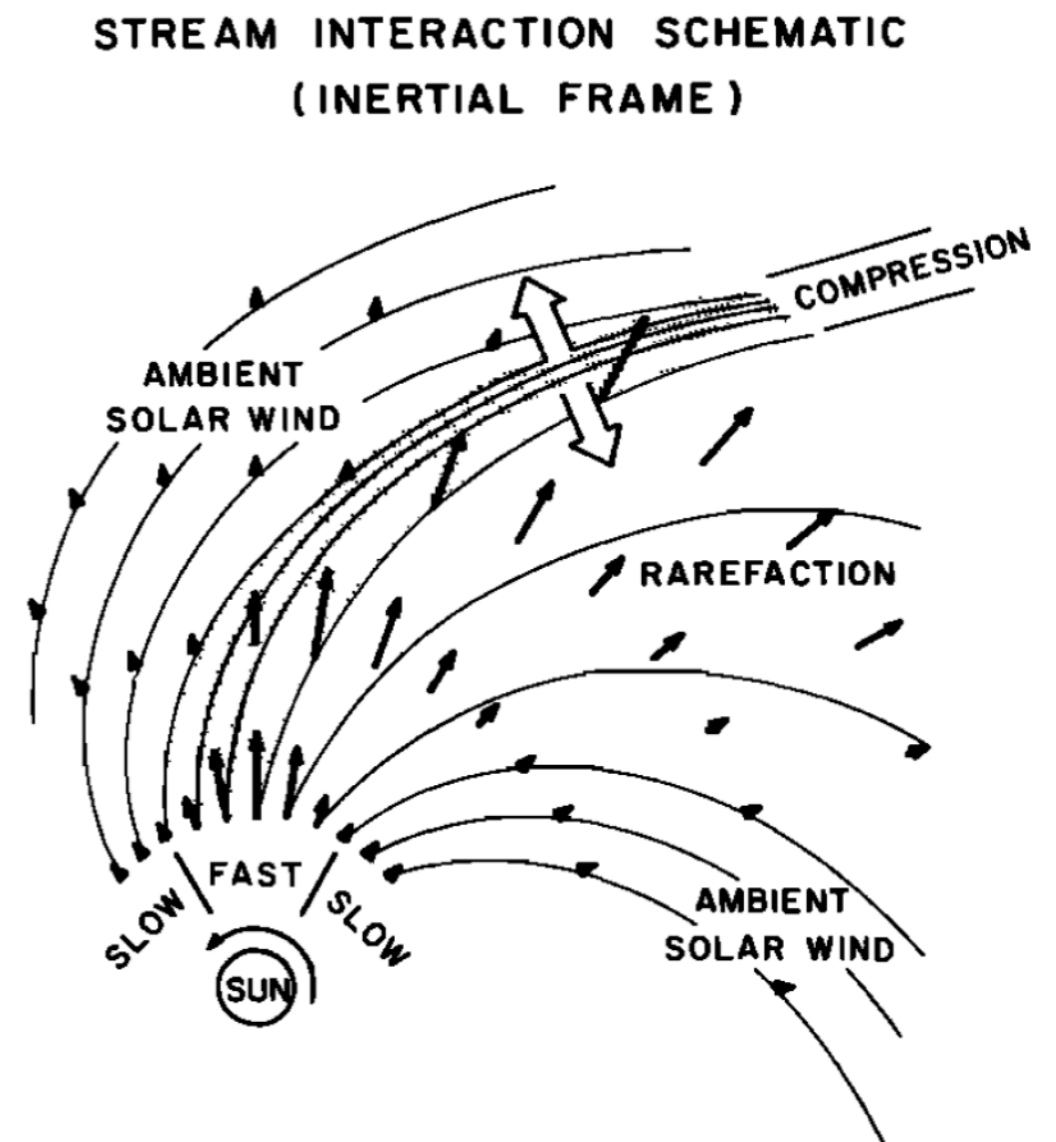 STREAM INTERACTION SCHEMATIC
(INERTIAL FRAME)
COMPRESSION
AMBIENT
SOLAR WIND
RAREFACTION
FAST
SLOW
SLOW
AMBIENT
SOLAR WIND
SUN